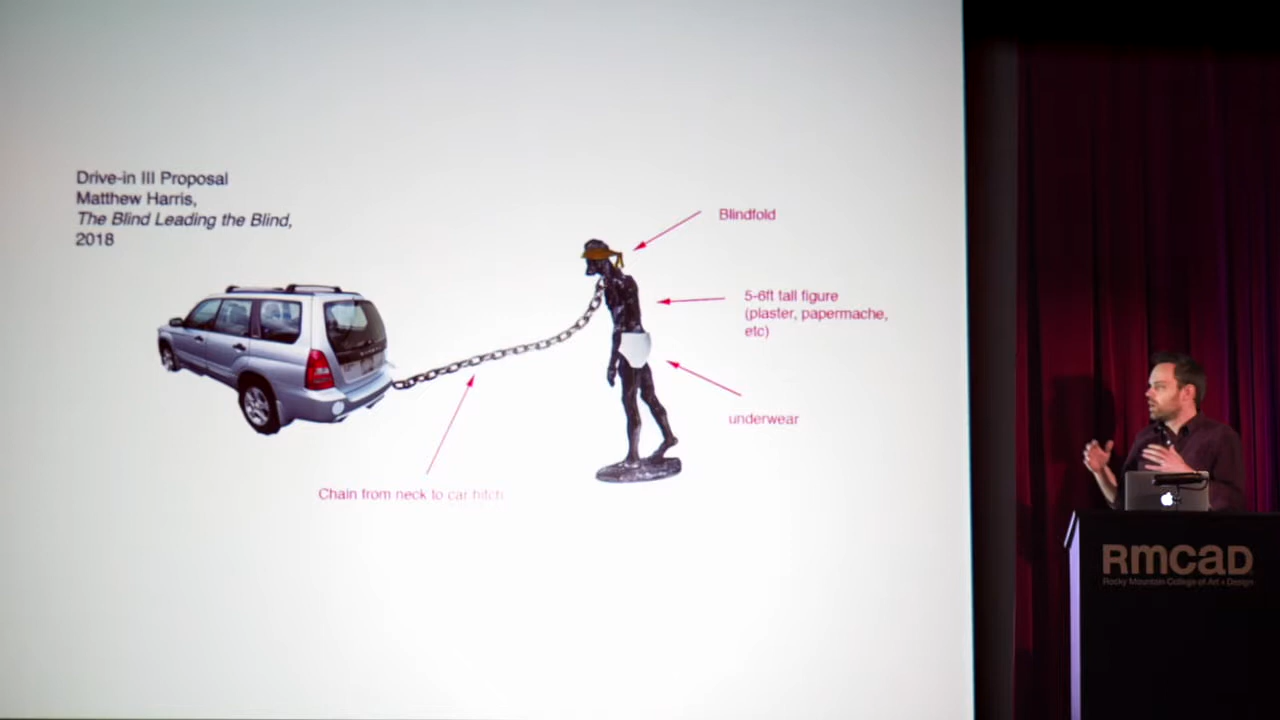 Drive-in III Proposal
Matthew Harris,
The Blind Leading the Blind,
2018
Blindfold
5-6ft tall figure
(plaster, papermache,
etc)
underwear
Chain from neck to car hitch
RMCAD
Rocky Mountain College of Art + Design